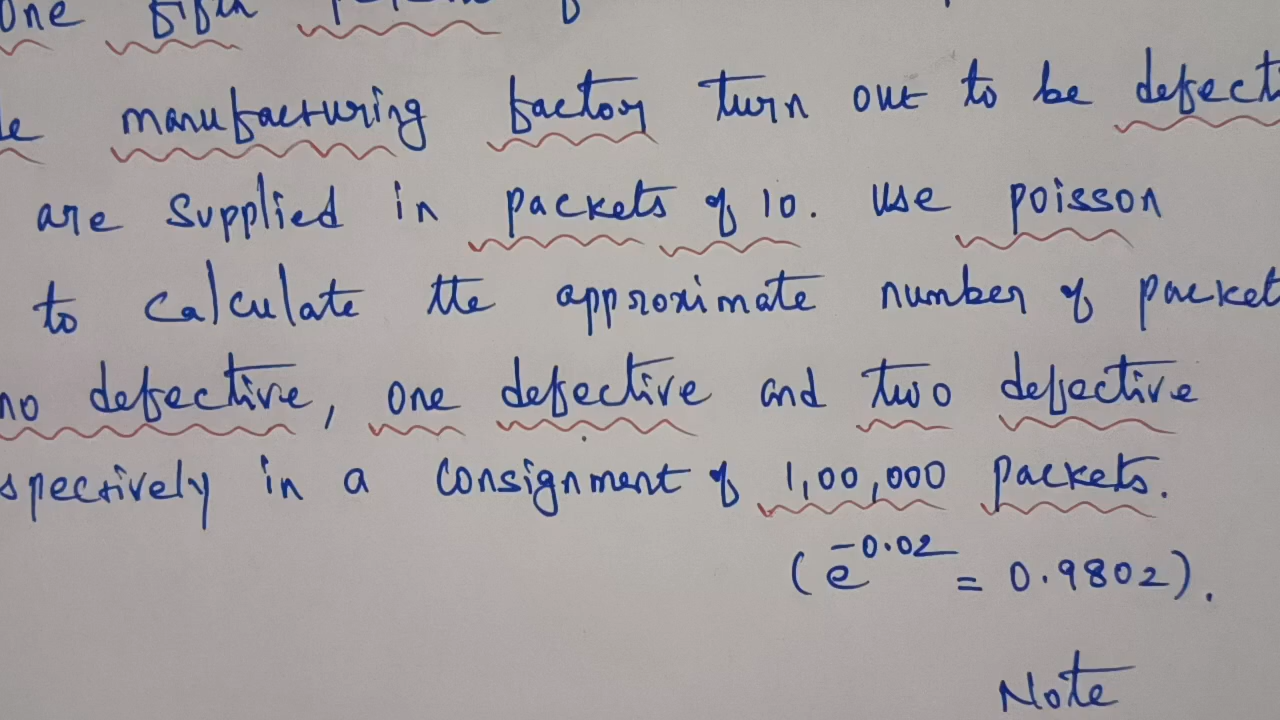 one fifth
manufacturing factory turn out to be defecti
are supplied in packets of 10. Use poisson
to calculate the approximate number of packet
no defective, one defective and two defective
spectively in a consignment of 1,00,000 packets.
(e^-0.02 = 0.9802).
Note